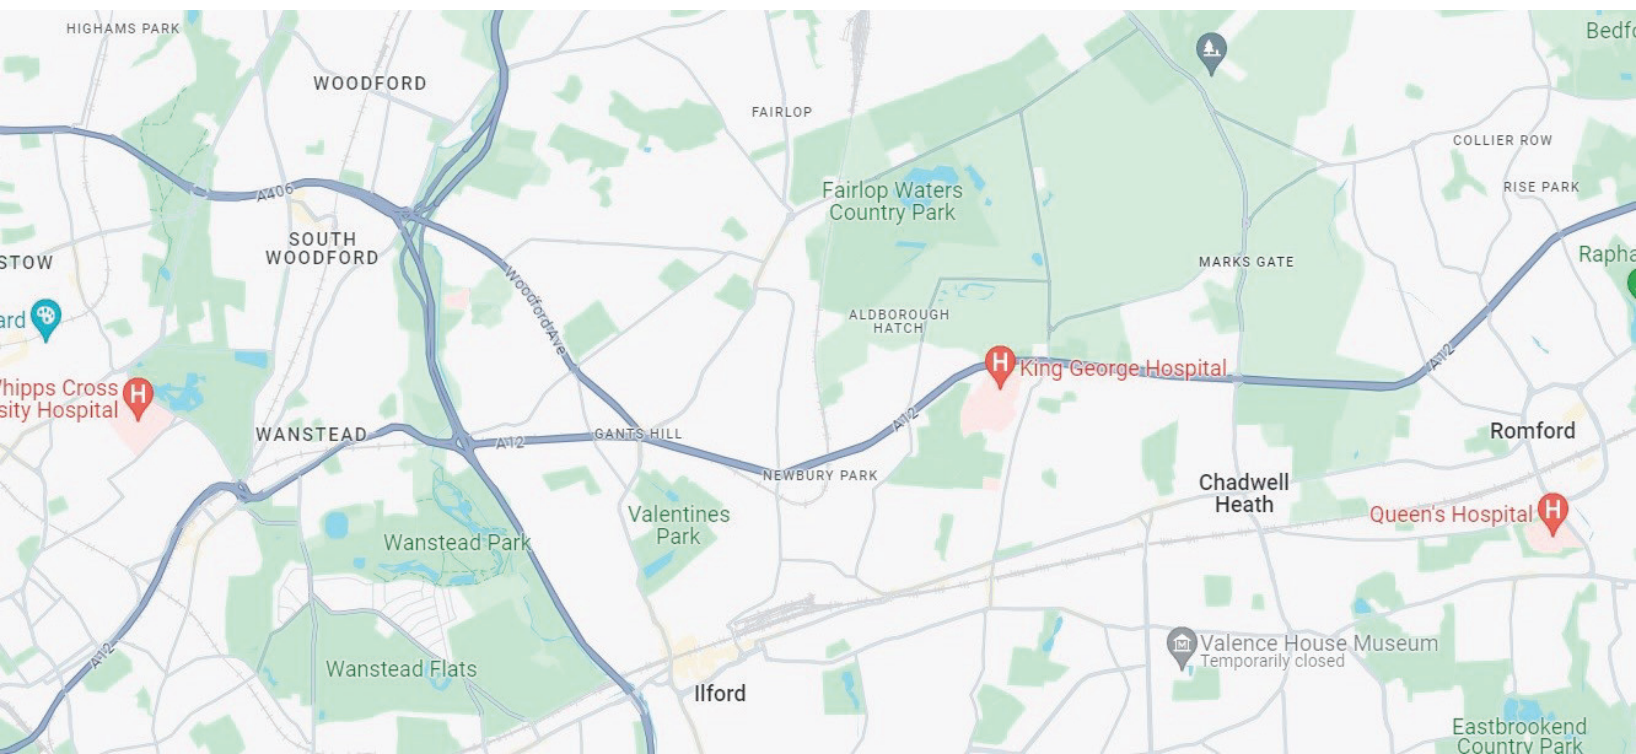 HIGHAMS PARK
WOODFORD
FAIRLOP
Bedfo
COLLIER ROW
RISE PARK
A406
Fairlop Waters
Country Park
SOUTH
WOODFORD
STOW
MARKS GATE
Rapha
Woodford Ave
ard
ALDBOROUGH
HATCH
A12
King George Hospital
hipps Cross
sity Hospital
A12
WANSTEAD
A12
GANTS HILL
Romford
NEWBURY PARK
Chadwell
Heath
Valentines
Park
Queen's Hospital
Wanstead Park
A12
Valence House Museum
Temporarily closed
Wanstead Flats
Ilford
Eastbrookend
Country Park
H
H
H